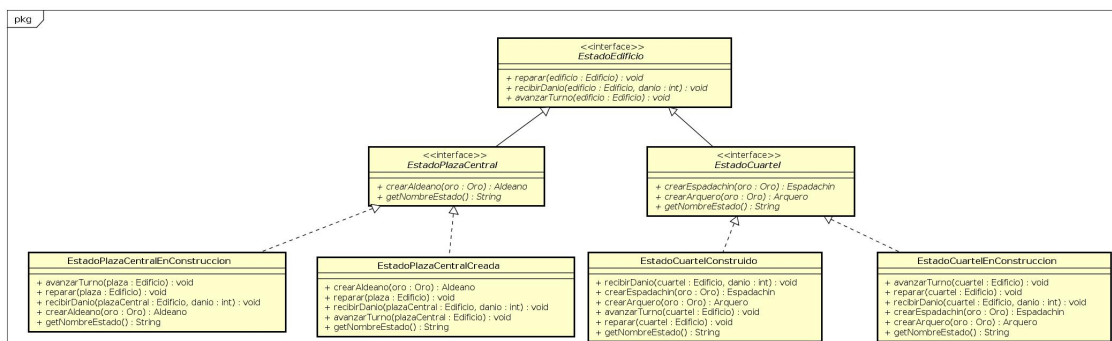 pkg
<<interface>>
EstadoEdificio
+ reparar(edificio : Edificio) : void
+ recibirDanio(edificio : Edificio, danio : int) : void
+ avanzarTurno(edificio : Edificio) : void
<<interface>>
EstadoPlazaCentral
+ crearAldeano(oro : Oro) : Aldeano
+ getNombreEstado() : String
<<interface>>
EstadoCuartel
+ crearEspadachin(oro : Oro) : Espadachin
+ crearArquero(oro : Oro) : Arquero
+ getNombreEstado() : String
EstadoPlazaCentralEnConstruccion
+ avanzarTurno(plaza : Edificio) : void
+ reparar(plaza : Edificio) : void
+ recibirDanio(plazaCentral : Edificio, danio : int) : void
+ crearAldeano(oro : Oro) : Aldeano
+ getNombreEstado() : String
EstadoPlazaCentralCreada
+ crearAldeano(oro : Oro) : Aldeano
+ reparar(plaza : Edificio) : void
+ recibirDanio(plazaCentral : Edificio, danio : int) : void
+ avanzarTurno(plazaCentral : Edificio) : void
+ getNombreEstado() : String
EstadoCuartelConstruido
+ recibirDanio(cuartel : Edificio, danio : int) : void
+ crearEspadachin(oro : Oro) : Espadachin
+ crearArquero(oro : Oro) : Arquero
+ avanzarTurno(cuartel : Edificio) : void
+ reparar(cuartel : Edificio) : void
+ getNombreEstado() : String
EstadoCuartelEnConstruccion
+ avanzarTurno(cuartel : Edificio) : void
+ reparar(cuartel : Edificio) : void
+ recibirDanio(cuartel : Edificio, danio : int) : void
+ crearEspadachin(oro : Oro) : Espadachin
+ crearArquero(oro : Oro) : Arquero
+ getNombreEstado() : String